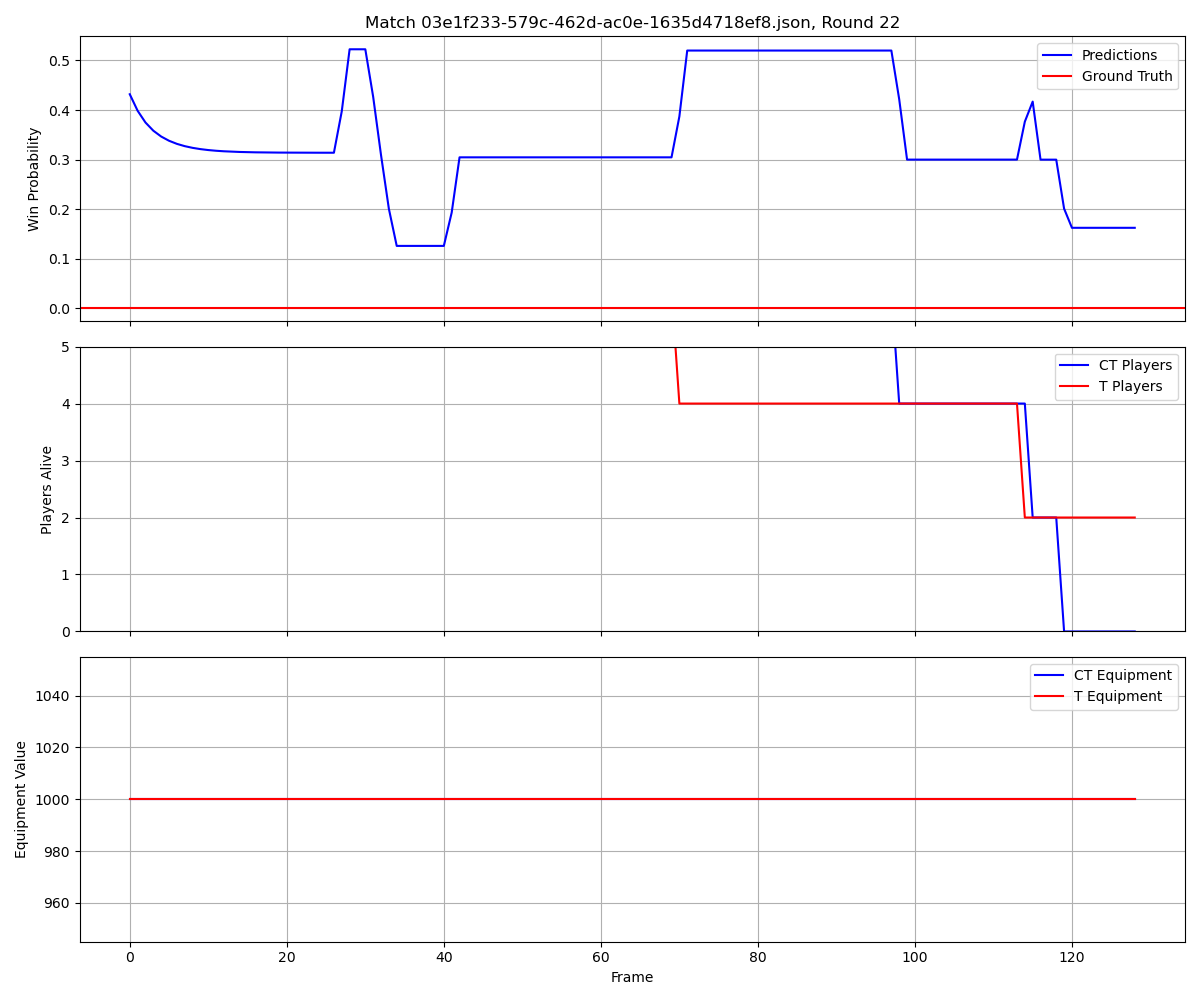 Match 03e1f233-579c-462d-ac0e-1635d4718ef8.json, Round 22
Win Probability
0.5
0.4
0.3
0.2
0.1
0.0
Predictions
Ground Truth
Players Alive
5
4
3
2
1
0
CT Players
T Players
Equipment Value
1040
1020
1000
980
960
CT Equipment
T Equipment
0 20 40 60 80 100 120
Frame